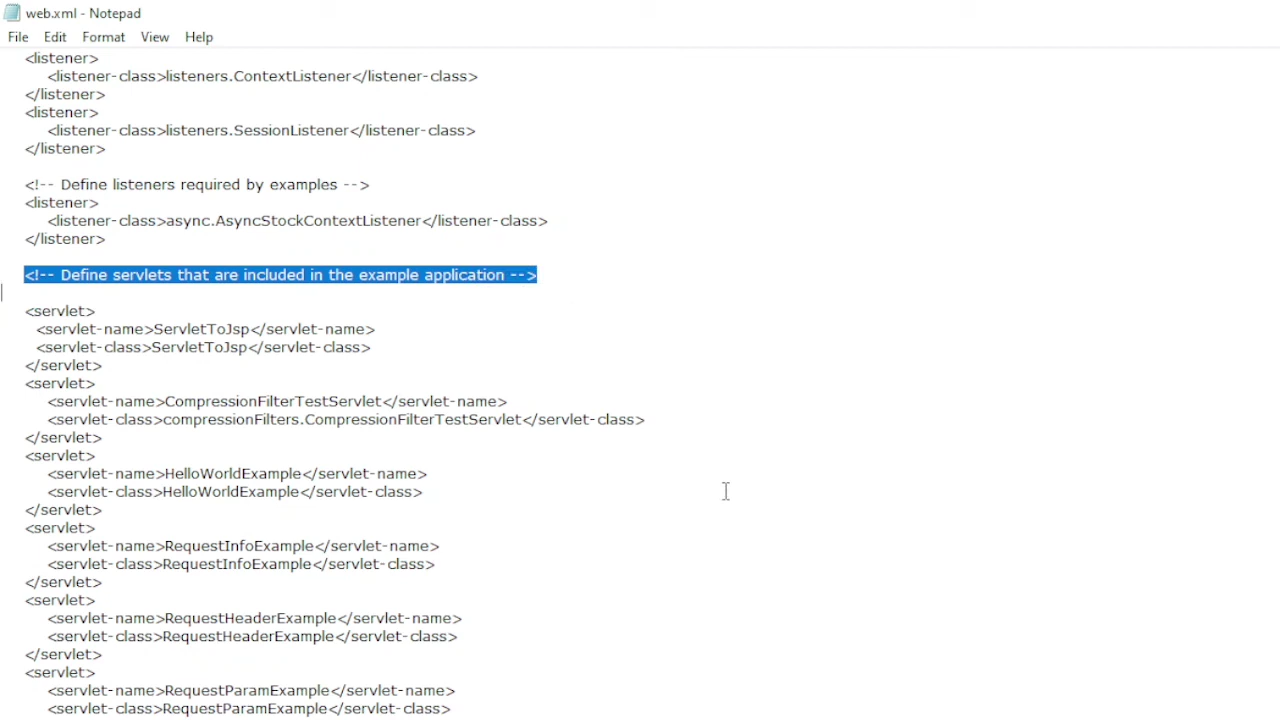 web.xml - Notepad
File Edit Format View Help
<listener>
<listener-class>listeners.ContextListener</listener-class>
</listener>
<listener>
<listener-class>listeners.SessionListener</listener-class>
</listener>
<!-- Define listeners required by examples -->
<listener>
<listener-class>async.AsyncStockContextListener</listener-class>
</listener>
<!-- Define servlets that are included in the example application -->
<servlet>
<servlet-name>ServletToJsp</servlet-name>
<servlet-class>ServletToJsp</servlet-class>
</servlet>
<servlet>
<servlet-name>CompressionFilterTestServlet</servlet-name>
<servlet-class>compressionFilters.CompressionFilterTestServlet</servlet-class>
</servlet>
<servlet>
<servlet-name>HelloWorldExample</servlet-name>
<servlet-class>HelloWorldExample</servlet-class>
</servlet>
<servlet>
<servlet-name>RequestInfoExample</servlet-name>
<servlet-class>RequestInfoExample</servlet-class>
</servlet>
<servlet>
<servlet-name>RequestHeaderExample</servlet-name>
<servlet-class>RequestHeaderExample</servlet-class>
</servlet>
<servlet>
<servlet-name>RequestParamExample</servlet-name>
<servlet-class>RequestParamExample</servlet-class>